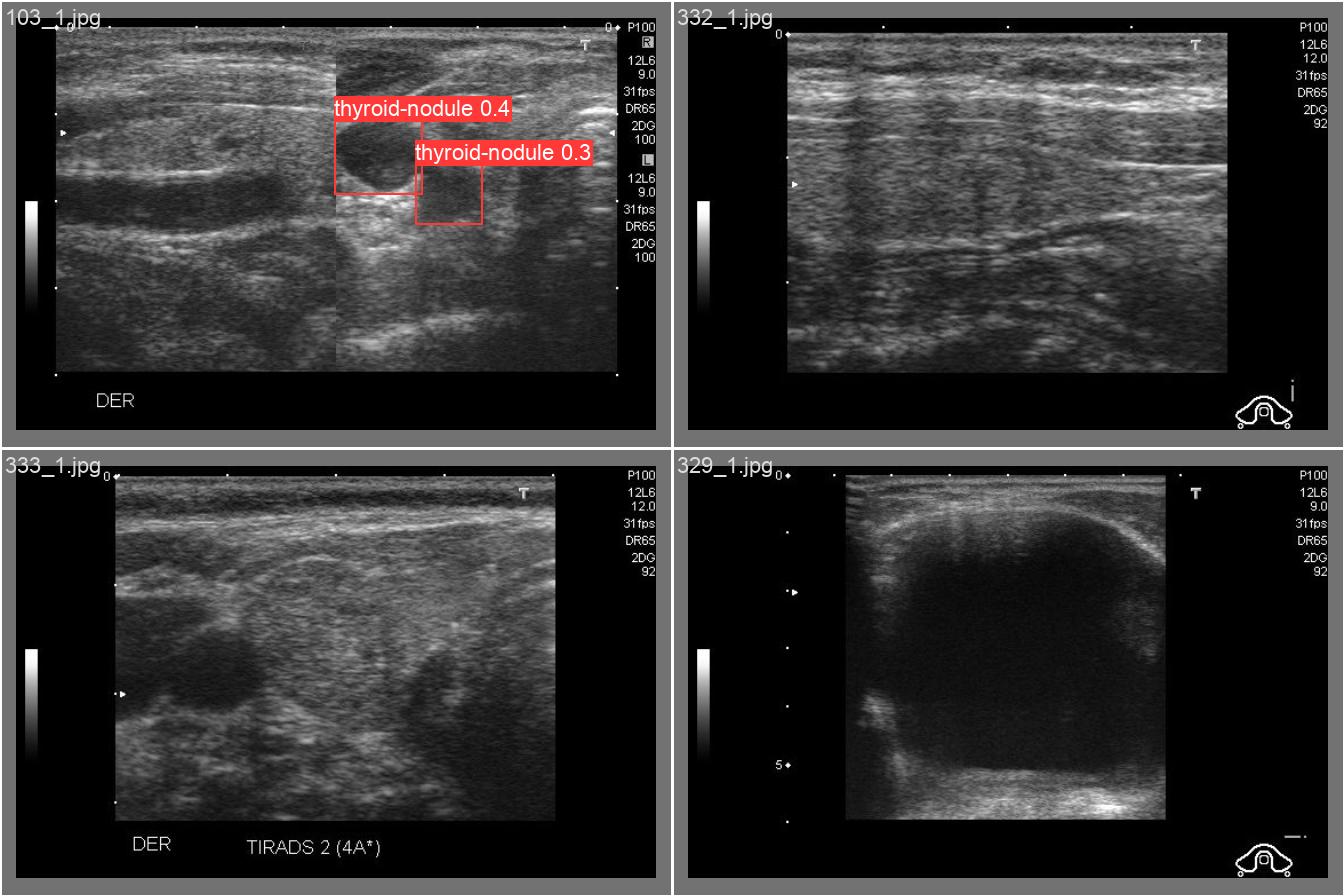 103_1.jpg
0
0
P100
R
12L6
9.0
31fps
DR65
2DG
100
L
12L6
9.0
31fps
DR65
2DG
100
T
thyroid-nodule 0.4
thyroid-nodule 0.3
DER
332_1.jpg
0
T
P100
12L6
12.0
31fps
DR65
2DG
92
333_1.jpg
0
T
P100
12L6
12.0
31fps
DR65
2DG
92
DER
TIRADS 2 (4A*)
329_1.jpg
0
T
P100
12L6
9.0
31fps
DR65
2DG
92
5